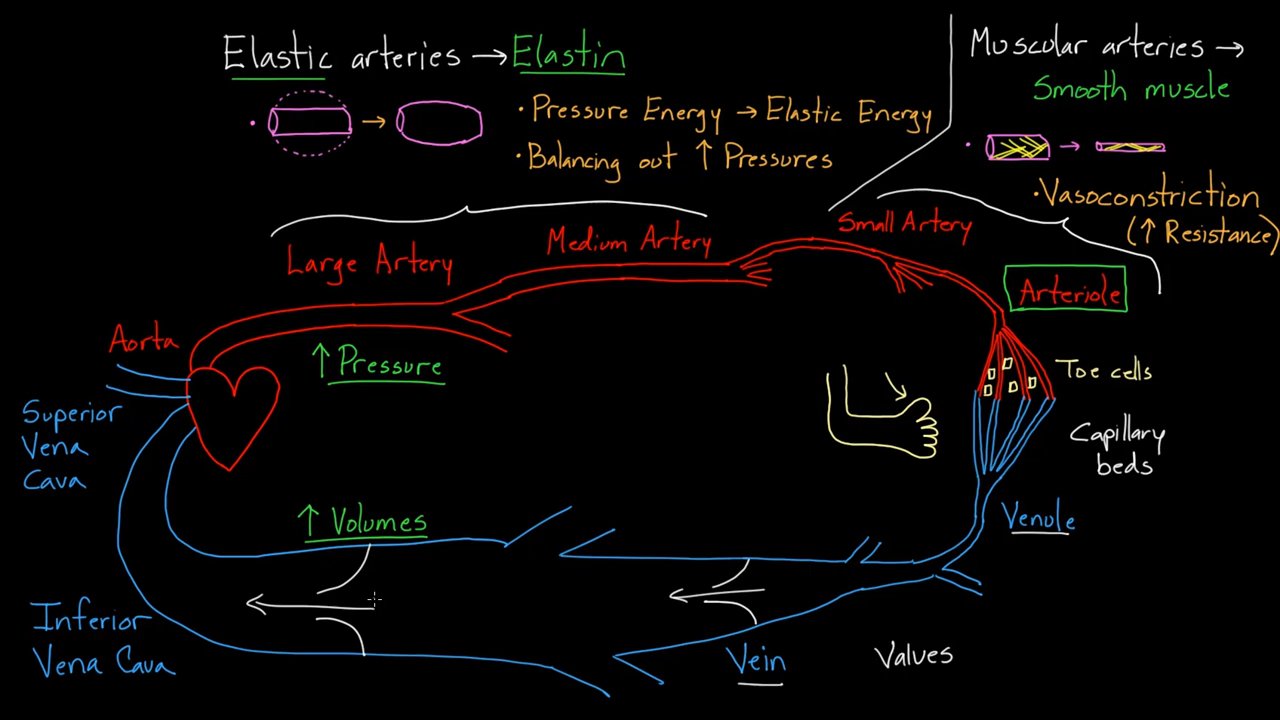 Elastic arteries → Elastin
• Pressure Energy → Elastic Energy
• Balancing out ↑ Pressures
Muscular arteries →
Smooth muscle
• Vasoconstriction
(↑ Resistance)
Large Artery
Medium Artery
Small Artery
Arteriole
Aorta
↑ Pressure
Toe cells
Capillary
beds
Superior
Vena
Cava
↑ Volumes
Venule
Inferior
Vena Cava
Vein
Values